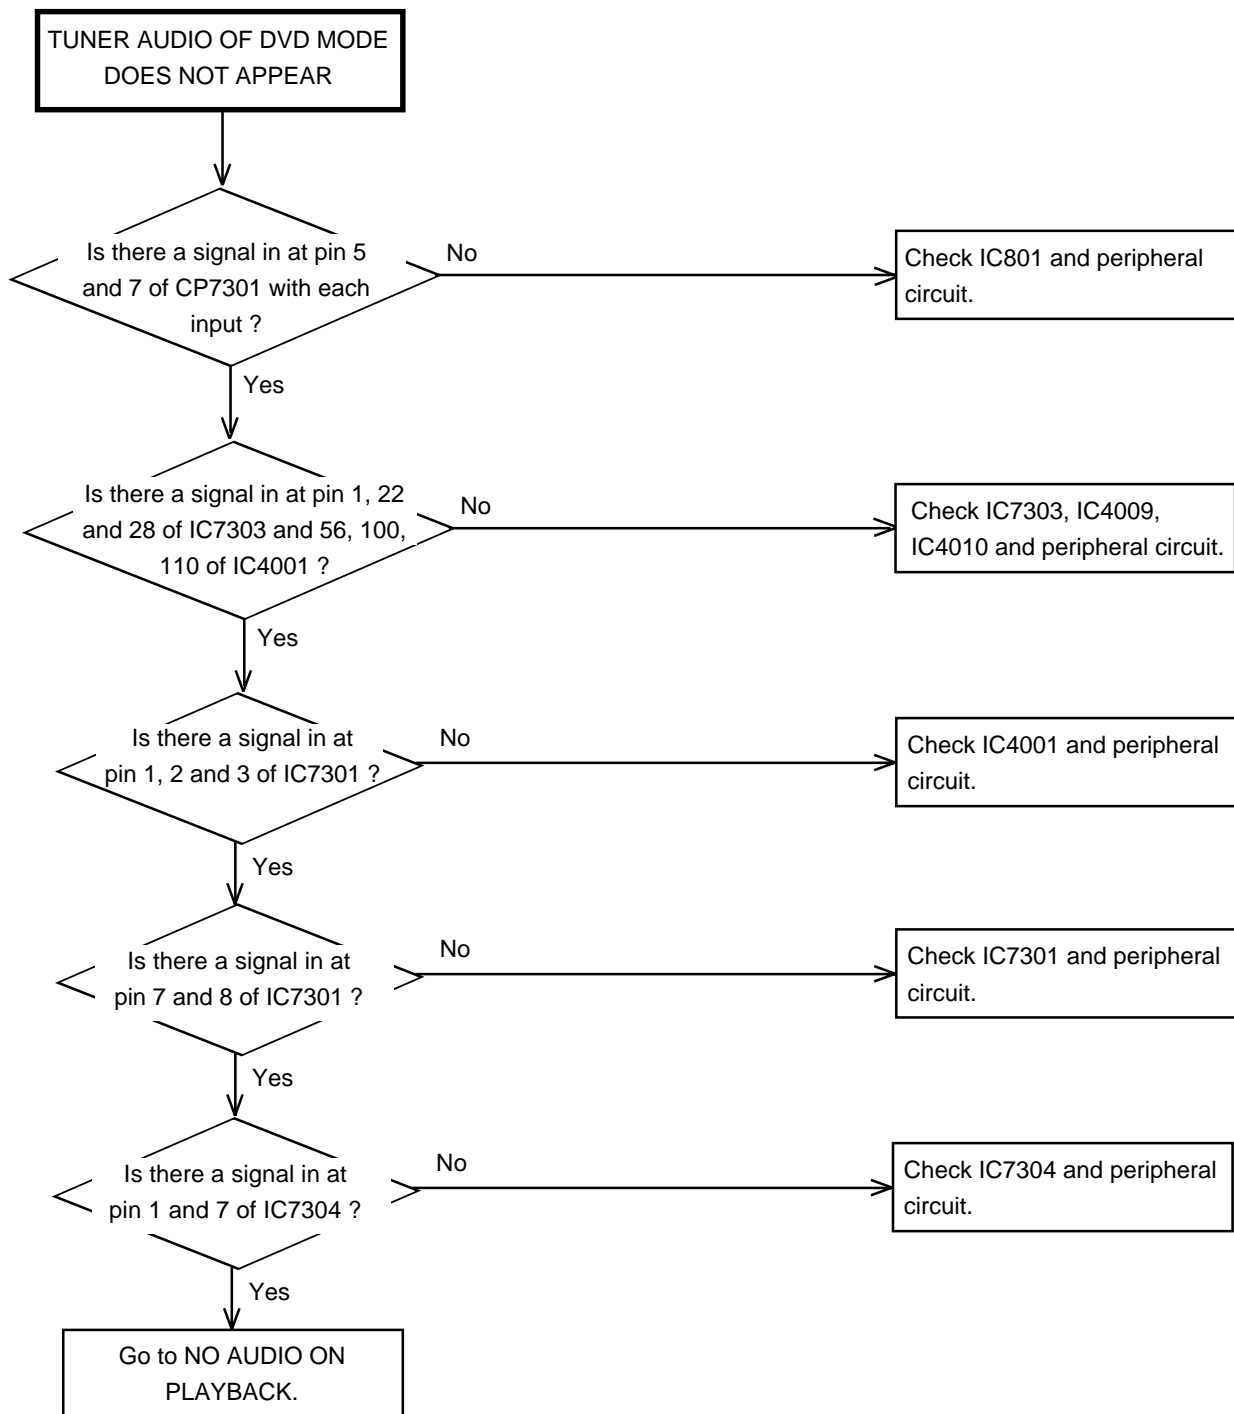 TUNER AUDIO OF DVD MODE
DOES NOT APPEAR
Is there a signal in at pin 5
and 7 of CP7301 with each
input ?
No
Check IC801 and peripheral
circuit.
Yes
Is there a signal in at pin 1, 22
and 28 of IC7303 and 56, 100,
110 of IC4001 ?
No
Check IC7303, IC4009,
IC4010 and peripheral circuit.
Yes
Is there a signal in at
pin 1, 2 and 3 of IC7301 ?
No
Check IC4001 and peripheral
circuit.
Yes
Is there a signal in at
pin 7 and 8 of IC7301 ?
No
Check IC7301 and peripheral
circuit.
Yes
Is there a signal in at
pin 1 and 7 of IC7304 ?
No
Check IC7304 and peripheral
circuit.
Yes
Go to NO AUDIO ON
PLAYBACK.